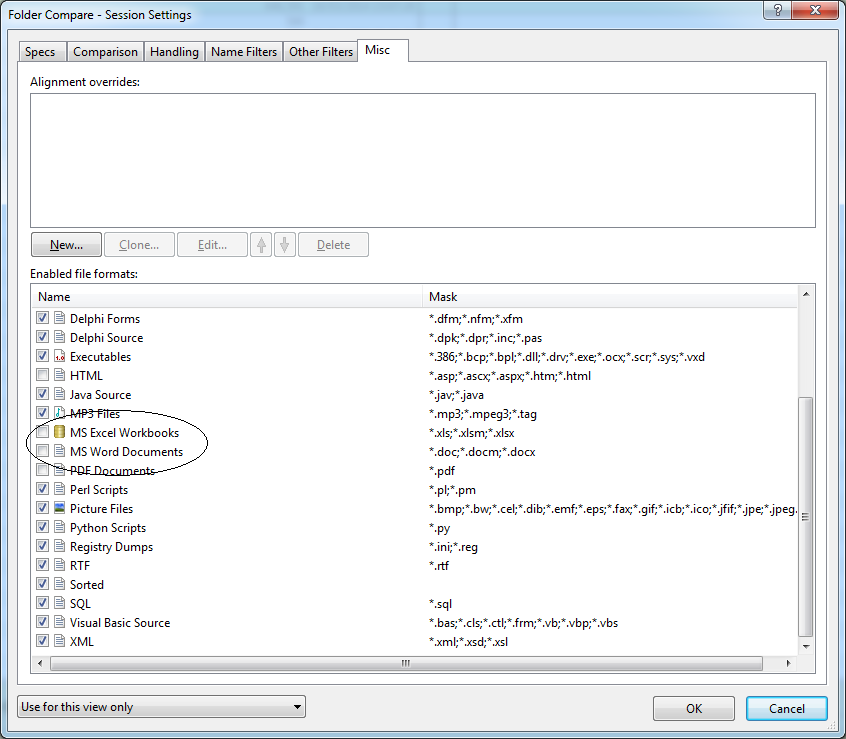 Folder Compare - Session Settings
Specs Comparison Handling Name Filters Other Filters Misc
Alignment overrides:
New... Clone... Edit... Delete
Enabled file formats:
Name Mask
Delphi Forms *.dfm;*.nfm;*.xfm
Delphi Source *.dpk;*.dpr;*.inc;*.pas
Executables *.386;*.bcp;*.bpl;*.dll;*.drv;*.exe;*.ocx;*.scr;*.sys;*.vxd
HTML *.asp;*.ascx;*.aspx;*.htm;*.html
Java Source *.jav;*.java
MP3 Files *.mp3;*.mpeg3;*.tag
MS Excel Workbooks *.xls;*.xlsm;*.xlsx
MS Word Documents *.doc;*.docm;*.docx
PDF Documents *.pdf
Perl Scripts *.pl;*.pm
Picture Files *.bmp;*.bw;*.cel;*.dib;*.emf;*.eps;*.fax;*.gif;*.icb;*.ico;*.jfif;*.jpe;*.jpeg.
Python Scripts *.py
Registry Dumps *.ini;*.reg
RTF *.rtf
Sorted
SQL *.sql
Visual Basic Source *.bas;*.cls;*.ctl;*.frm;*.vb;*.vbp;*.vbs
XML *.xml;*.xsd;*.xsl
Use for this view only OK Cancel